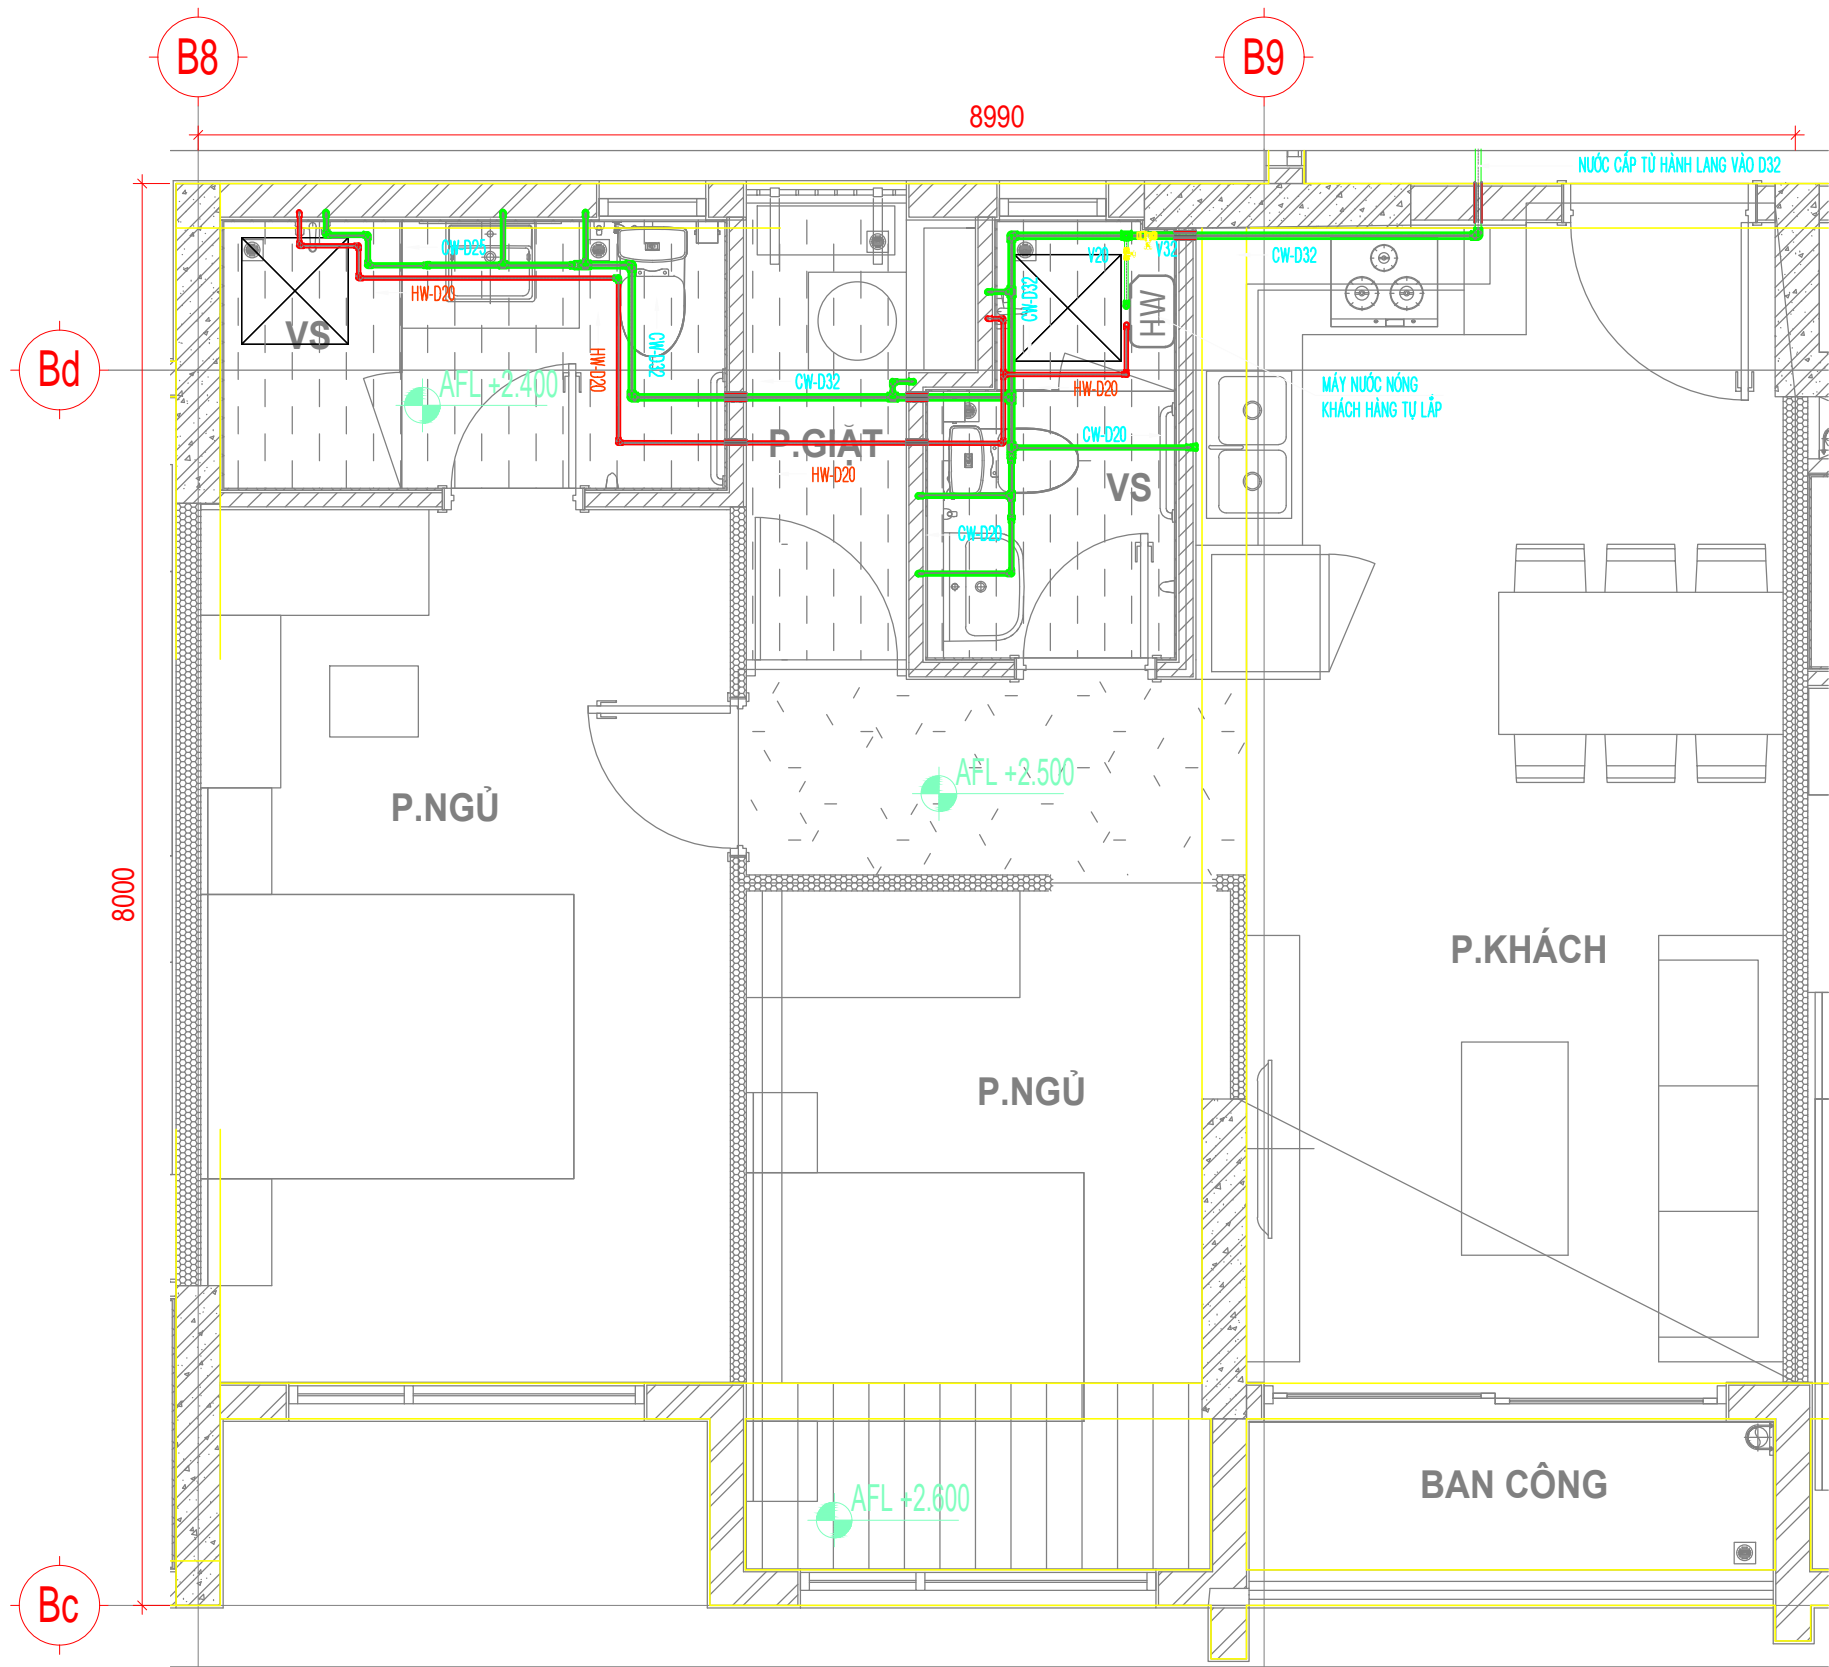 B8
B9
8990
NƯỚC CẤP TỪ HÀNH LANG VÀO D32
CW-D25
V20
V32
CW-D32
CW-D32
HW-D20
HW
VS
Bd
HW-D20
CW-D32
AFL +2.400
CW-D32
HW-D20
MÁY NƯỚC NÓNG
KHÁCH HÀNG TỰ LẮP
P.GIẶT
CW-D20
HW-D20
VS
CW-D20
AFL +2.500
P.NGỦ
8000
P.KHÁCH
P.NGỦ
AFL +2.600
BAN CÔNG
Bc